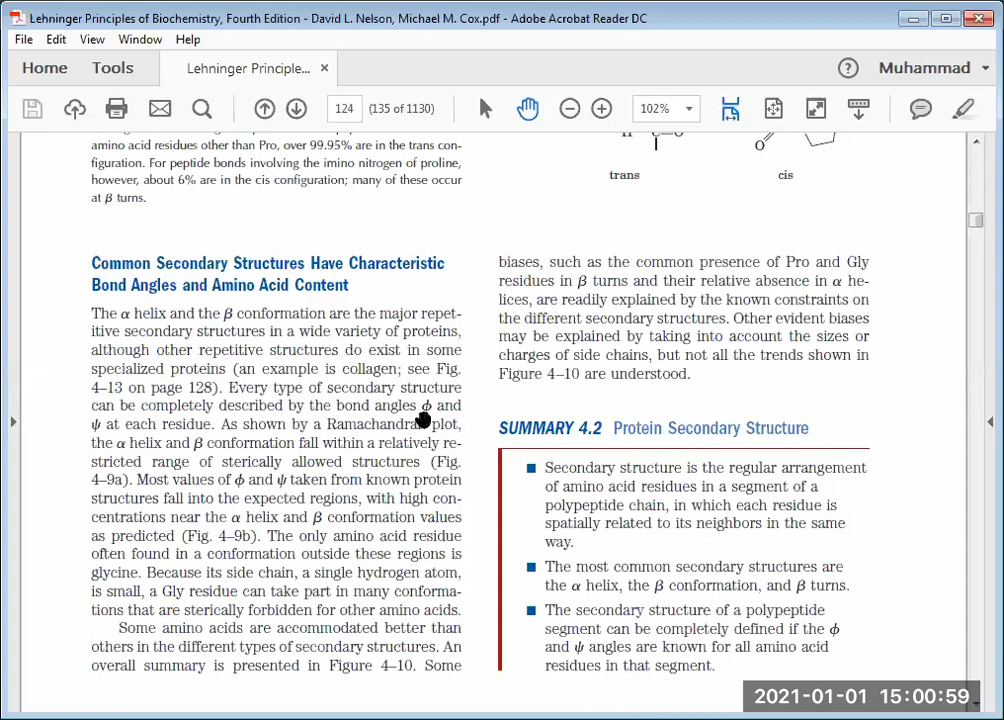 Lehninger Principles of Biochemistry, Fourth Edition - David L. Nelson, Michael M. Cox.pdf - Adobe Acrobat Reader DC
File Edit View Window Help
Home Tools Lehninger Principle... × ? Muhammad
124 (135 of 1130) 102%
amino acid residues other than Pro, over 99.95% are in the trans con-
figuration. For peptide bonds involving the imino nitrogen of proline,
however, about 6% are in the cis configuration; many of these occur
at β turns.
O
trans cis
Common Secondary Structures Have Characteristic
Bond Angles and Amino Acid Content
The α helix and the β conformation are the major repet-
itive secondary structures in a wide variety of proteins,
although other repetitive structures do exist in some
specialized proteins (an example is collagen; see Fig.
4–13 on page 128). Every type of secondary structure
can be completely described by the bond angles ϕ and
ψ at each residue. As shown by a Ramachandran plot,
the α helix and β conformation fall within a relatively re-
stricted range of sterically allowed structures (Fig.
4–9a). Most values of ϕ and ψ taken from known protein
structures fall into the expected regions, with high con-
centrations near the α helix and β conformation values
as predicted (Fig. 4–9b). The only amino acid residue
often found in a conformation outside these regions is
glycine. Because its side chain, a single hydrogen atom,
is small, a Gly residue can take part in many conforma-
tions that are sterically forbidden for other amino acids.
Some amino acids are accommodated better than
others in the different types of secondary structures. An
overall summary is presented in Figure 4–10. Some
biases, such as the common presence of Pro and Gly
residues in β turns and their relative absence in α he-
lices, are readily explained by the known constraints on
the different secondary structures. Other evident biases
may be explained by taking into account the sizes or
charges of side chains, but not all the trends shown in
Figure 4–10 are understood.
SUMMARY 4.2 Protein Secondary Structure
■ Secondary structure is the regular arrangement
of amino acid residues in a segment of a
polypeptide chain, in which each residue is
spatially related to its neighbors in the same
way.
■ The most common secondary structures are
the α helix, the β conformation, and β turns.
■ The secondary structure of a polypeptide
segment can be completely defined if the ϕ
and ψ angles are known for all amino acid
residues in that segment.
2021-01-01 15:00:59